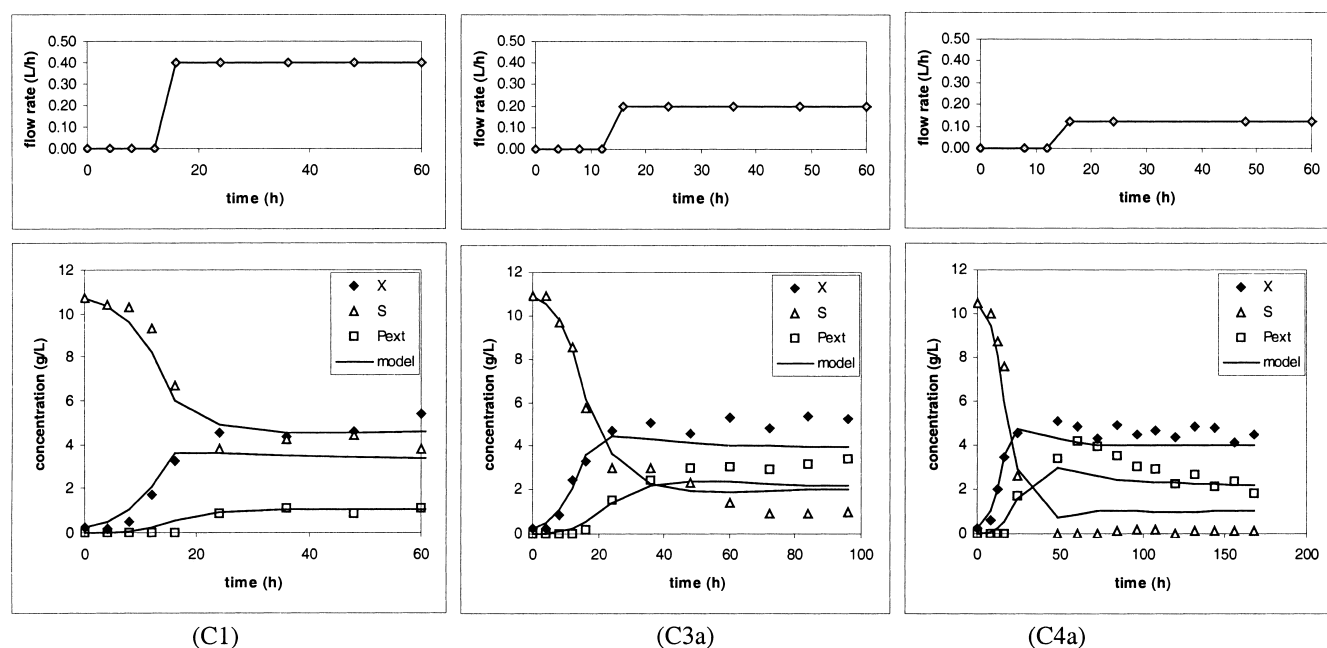 flow rate (L/h)
0.50
0.40
0.30
0.20
0.10
0.00
0 20 40 60
time (h)
flow rate (L/h)
0.50
0.40
0.30
0.20
0.10
0.00
0 10 20 30 40 50 60
time (h)
flow rate (L/h)
0.50
0.40
0.30
0.20
0.10
0.00
0 10 20 30 40 50 60
time (h)
concentration (g/L)
12
10
8
6
4
2
0
0 20 40 60
time (h)
X
S
Pext
model
concentration (g/L)
12
10
8
6
4
2
0
0 20 40 60 80 100
time (h)
X
S
Pext
model
concentration (g/L)
12
10
8
6
4
2
0
0 50 100 150 200
time (h)
X
S
Pext
model
(C1) (C3a) (C4a)